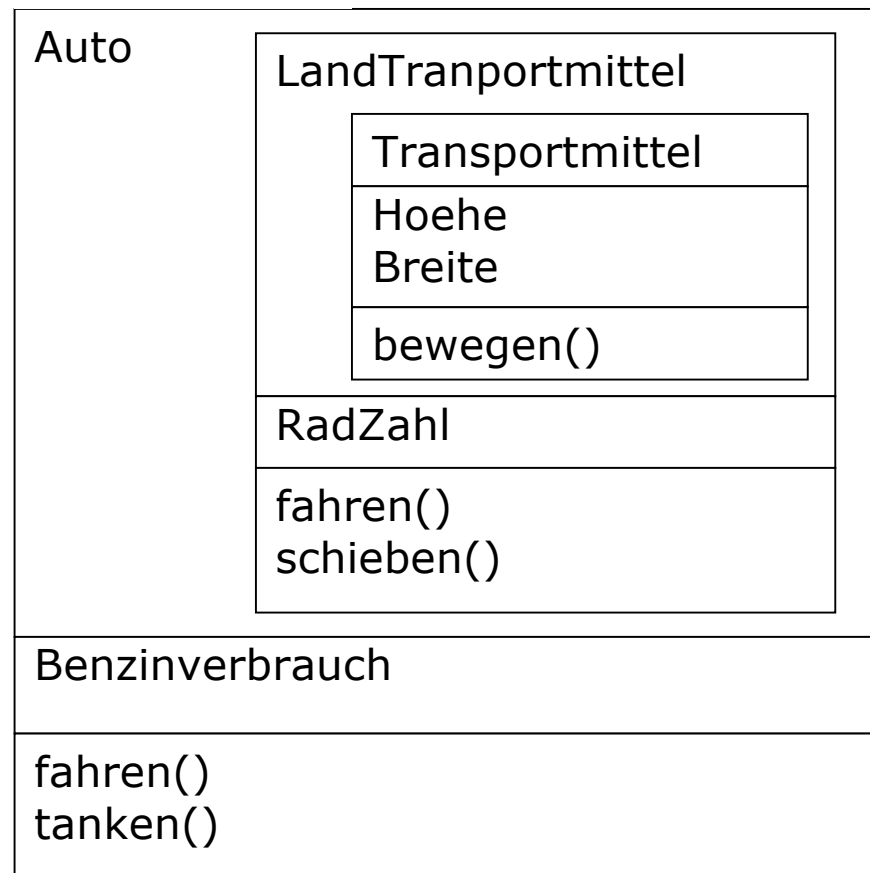 Auto
LandTranportmittel
Transportmittel
Hoehe
Breite
bewegen()
RadZahl
fahren()
schieben()
Benzinverbrauch
fahren()
tanken()